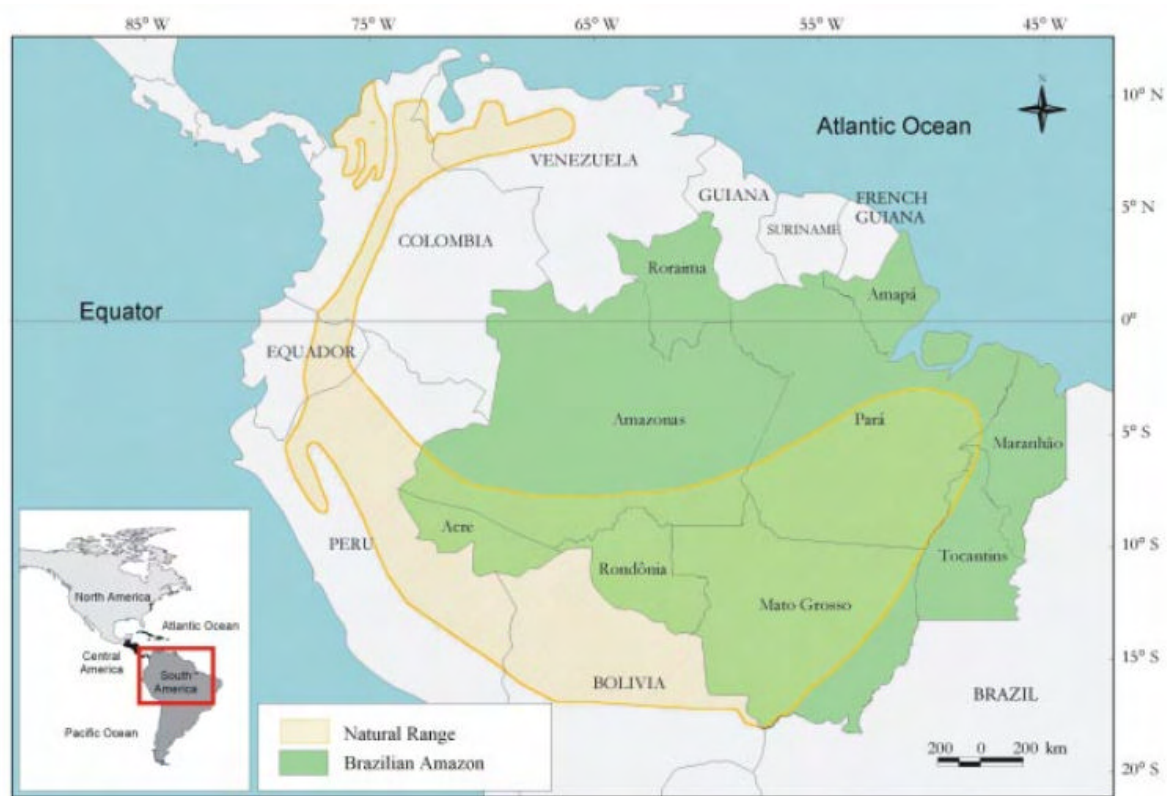 85° W
75° W
65° W
55° W
45° W
N
10° N
Atlantic Ocean
VENEZUELA
GUIANA
FRENCH
GUIANA
5° N
SURINAME
COLOMBIA
Roraima
Amapá
Equator
0°
EQUADOR
Amazonas
Pará
5° S
Maranhão
PERU
Acre
10° S
Rondônia
Tocantins
Mato Grosso
North America
Atlantic Ocean
Central
America
South
America
Pacific Ocean
15° S
BOLIVIA
BRAZIL
Natural Range
Brazilian Amazon
200 0 200 km
20° S